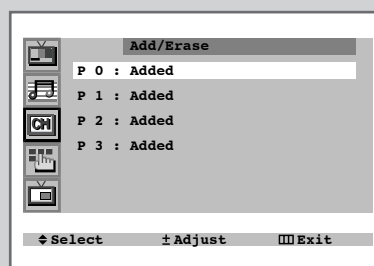 Add/Erase
P 0 : Added
P 1 : Added
CH
P 2 : Added
P 3 : Added
Select ± Adjust Exit